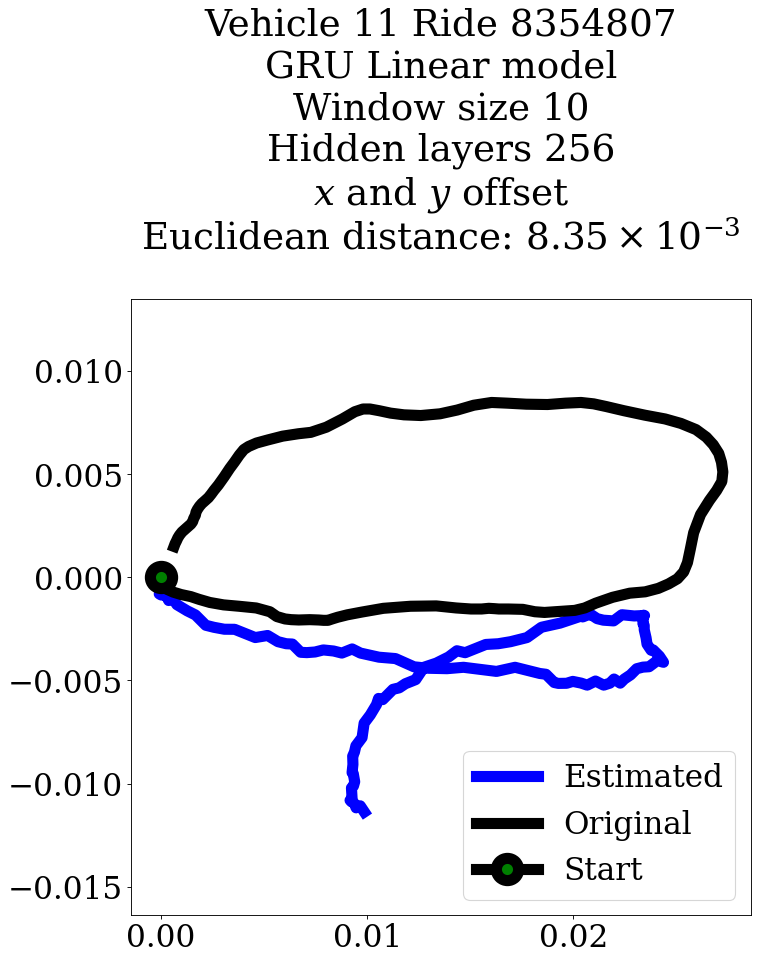 Vehicle 11 Ride 8354807
GRU Linear model
Window size 10
Hidden layers 256
x and y offset
Euclidean distance: 8.35 × 10⁻³
0.010
0.005
0.000
−0.005
−0.010
−0.015
Estimated
Original
Start
0.00 0.01 0.02